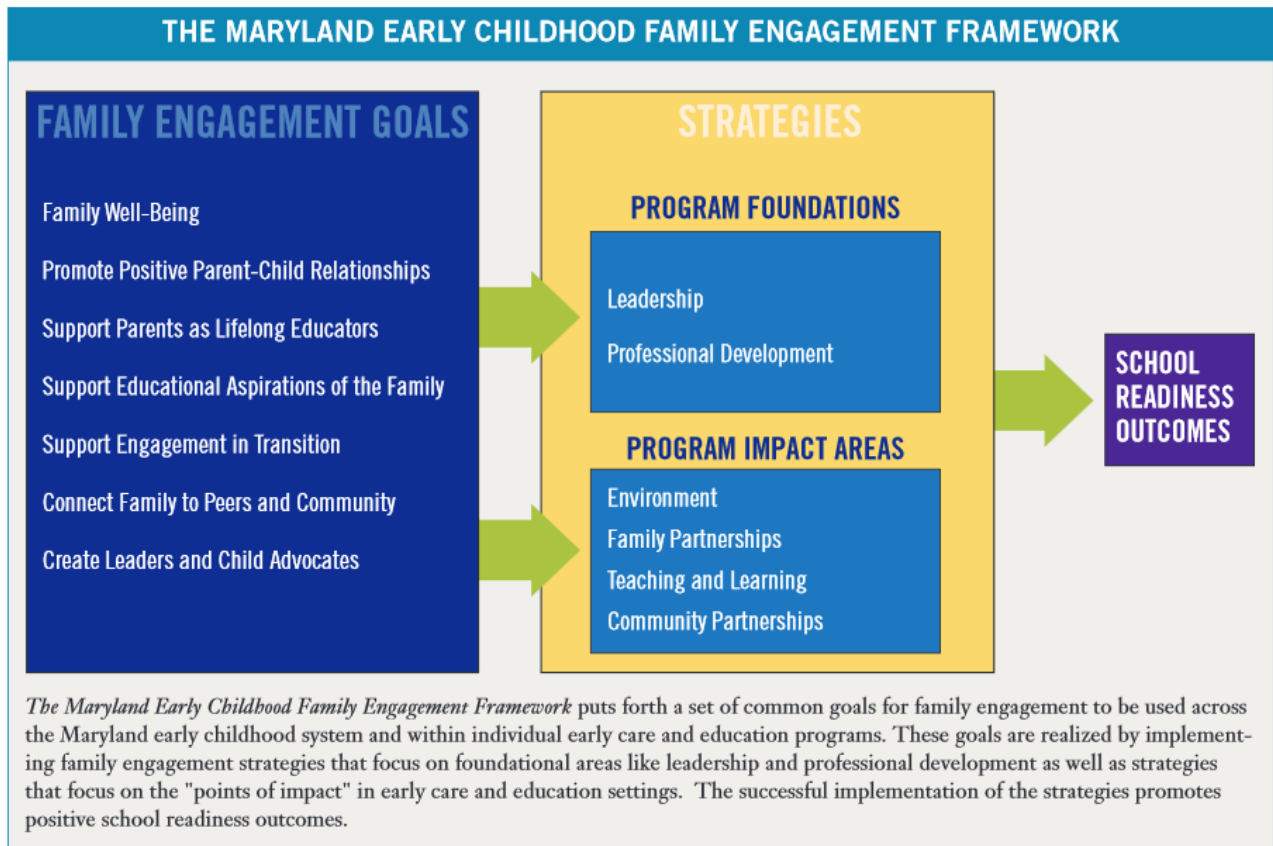 THE MARYLAND EARLY CHILDHOOD FAMILY ENGAGEMENT FRAMEWORK
FAMILY ENGAGEMENT GOALS
Family Well-Being
Promote Positive Parent-Child Relationships
Support Parents as Lifelong Educators
Support Educational Aspirations of the Family
Support Engagement in Transition
Connect Family to Peers and Community
Create Leaders and Child Advocates
STRATEGIES
PROGRAM FOUNDATIONS
Leadership
Professional Development
PROGRAM IMPACT AREAS
Environment
Family Partnerships
Teaching and Learning
Community Partnerships
SCHOOL
READINESS
OUTCOMES
The Maryland Early Childhood Family Engagement Framework puts forth a set of common goals for family engagement to be used across
the Maryland early childhood system and within individual early care and education programs. These goals are realized by implement-
ing family engagement strategies that focus on foundational areas like leadership and professional development as well as strategies
that focus on the "points of impact" in early care and education settings.  The successful implementation of the strategies promotes
positive school readiness outcomes.